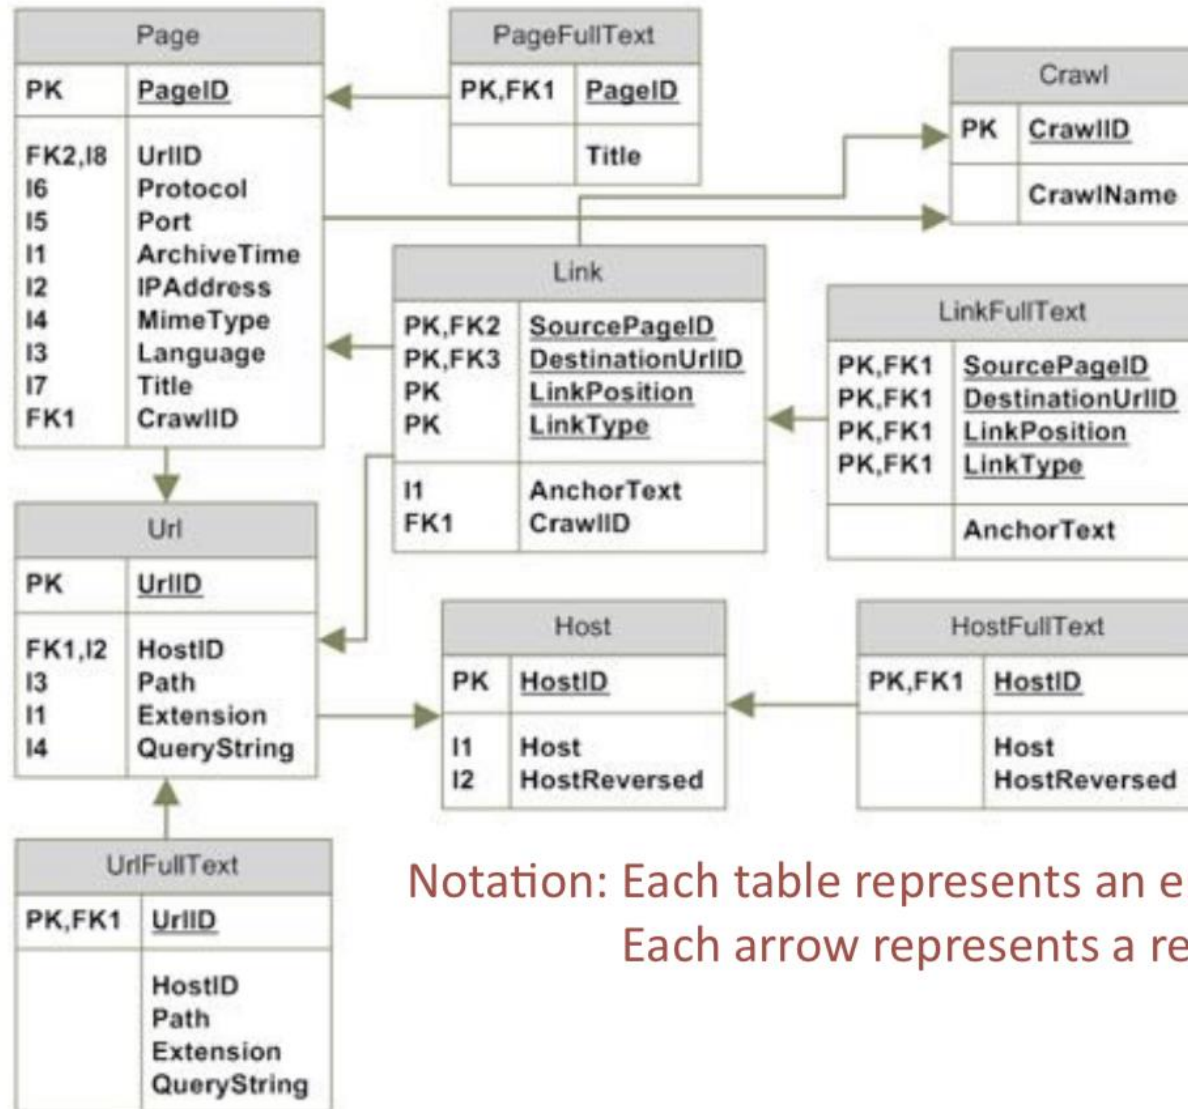 Page
PK PageID
FK2,I8 UrlID
I6 Protocol
I5 Port
I1 ArchiveTime
I2 IPAddress
I4 MimeType
I3 Language
I7 Title
FK1 CrawlID
PageFullText
PK,FK1 PageID
Title
Crawl
PK CrawlID
CrawlName
Link
PK,FK2 SourcePageID
PK,FK3 DestinationUrlID
PK LinkPosition
PK LinkType
I1 AnchorText
FK1 CrawlID
LinkFullText
PK,FK1 SourcePageID
PK,FK1 DestinationUrlID
PK,FK1 LinkPosition
PK,FK1 LinkType
AnchorText
Url
PK UrlID
FK1,I2 HostID
I3 Path
I1 Extension
I4 QueryString
Host
PK HostID
I1 Host
I2 HostReversed
HostFullText
PK,FK1 HostID
Host
HostReversed
UrlFullText
PK,FK1 UrlID
HostID
Path
Extension
QueryString
Notation: Each table represents an e
Each arrow represents a re